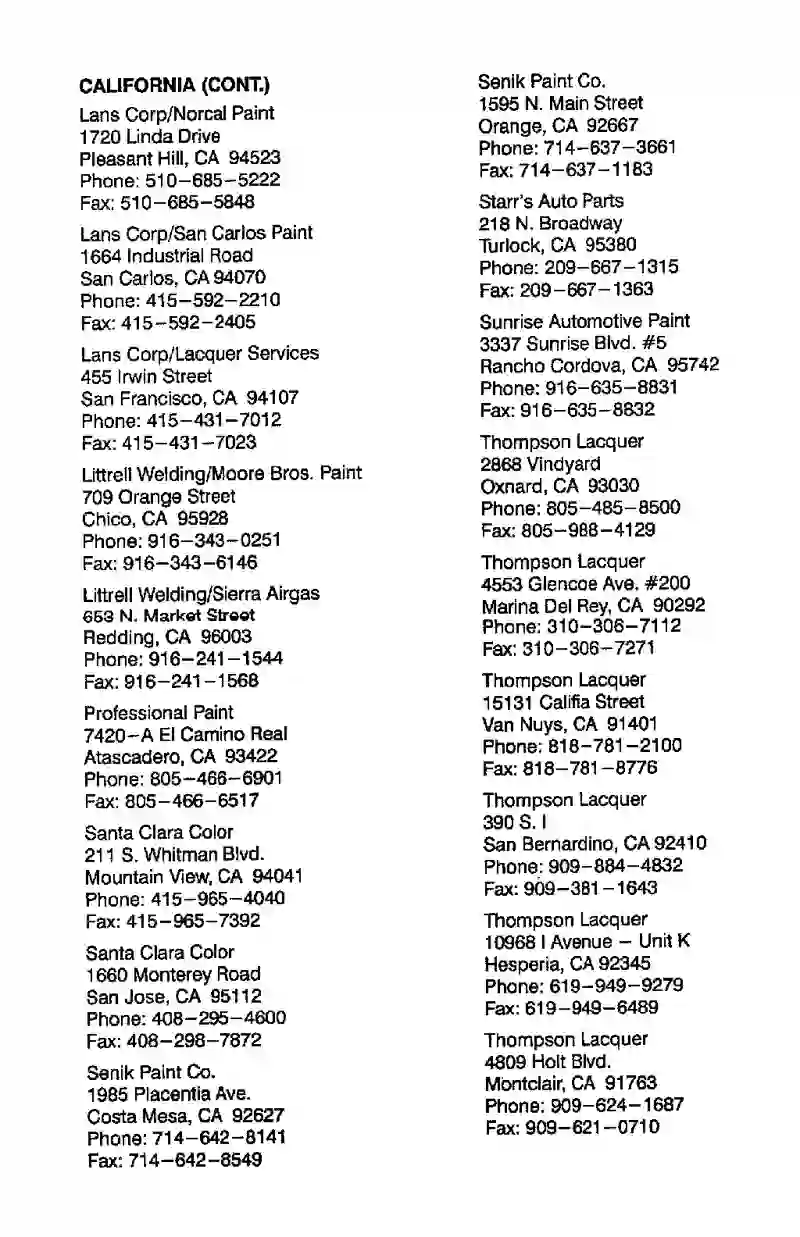 CALIFORNIA (CONT.)
Lans Corp/Norcal Paint
1720 Linda Drive
Pleasant Hill, CA 94523
Phone: 510-685-5222
Fax: 510-685-5848
Lans Corp/San Carlos Paint
1664 Industrial Road
San Carlos, CA 94070
Phone: 415-592-2210
Fax: 415-592-2405
Lans Corp/Lacquer Services
455 Irwin Street
San Francisco, CA 94107
Phone: 415-431-7012
Fax: 415-431-7023
Littrell Welding/Moore Bros. Paint
709 Orange Street
Chico, CA 95928
Phone: 916-343-0251
Fax: 916-343-6146
Littrell Welding/Sierra Airgas
653 N. Market Street
Redding, CA 96003
Phone: 916-241-1544
Fax: 916-241-1568
Professional Paint
7420-A El Camino Real
Atascadero, CA 93422
Phone: 805-466-6901
Fax: 805-466-6517
Santa Clara Color
211 S. Whitman Blvd.
Mountain View, CA 94041
Phone: 415-965-4040
Fax: 415-965-7392
Santa Clara Color
1660 Monterey Road
San Jose, CA 95112
Phone: 408-295-4600
Fax: 408-298-7872
Senik Paint Co.
1985 Placentia Ave.
Costa Mesa, CA 92627
Phone: 714-642-8141
Fax: 714-642-8549
Senik Paint Co.
1595 N. Main Street
Orange, CA 92667
Phone: 714-637-3661
Fax: 714-637-1183
Starr's Auto Parts
218 N. Broadway
Turlock, CA 95380
Phone: 209-667-1315
Fax: 209-667-1363
Sunrise Automotive Paint
3337 Sunrise Blvd. #5
Rancho Cordova, CA 95742
Phone: 916-635-8831
Fax: 916-635-8832
Thompson Lacquer
2868 Vindyard
Oxnard, CA 93030
Phone: 805-485-8500
Fax: 805-988-4129
Thompson Lacquer
4553 Glencoe Ave. #200
Marina Del Rey, CA 90292
Phone: 310-306-7112
Fax: 310-306-7271
Thompson Lacquer
15131 Califia Street
Van Nuys, CA 91401
Phone: 818-781-2100
Fax: 818-781-8776
Thompson Lacquer
390 S. I
San Bernardino, CA 92410
Phone: 909-884-4832
Fax: 909-381-1643
Thompson Lacquer
10968 I Avenue - Unit K
Hesperia, CA 92345
Phone: 619-949-9279
Fax: 619-949-6489
Thompson Lacquer
4809 Holt Blvd.
Montclair, CA 91763
Phone: 909-624-1687
Fax: 909-621-0710